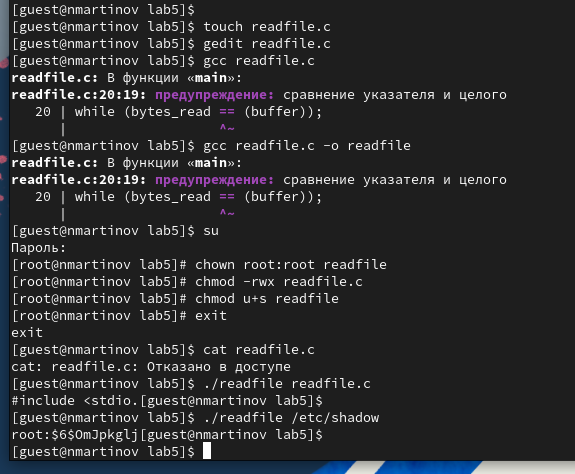 [guest@nmartinov lab5]$
[guest@nmartinov lab5]$ touch readfile.c
[guest@nmartinov lab5]$ gedit readfile.c
[guest@nmartinov lab5]$ gcc readfile.c
readfile.c: В функции «main»:
readfile.c:20:19: предупреждение: сравнение указателя и целого
   20 | while (bytes_read == (buffer));
      |                   ^~
[guest@nmartinov lab5]$ gcc readfile.c -o readfile
readfile.c: В функции «main»:
readfile.c:20:19: предупреждение: сравнение указателя и целого
   20 | while (bytes_read == (buffer));
      |                   ^~
[guest@nmartinov lab5]$ su
Пароль:
[root@nmartinov lab5]# chown root:root readfile
[root@nmartinov lab5]# chmod -rwx readfile.c
[root@nmartinov lab5]# chmod u+s readfile
[root@nmartinov lab5]# exit
exit
[guest@nmartinov lab5]$ cat readfile.c
cat: readfile.c: Отказано в доступе
[guest@nmartinov lab5]$ ./readfile readfile.c
#include <stdio.[guest@nmartinov lab5]$
[guest@nmartinov lab5]$ ./readfile /etc/shadow
root:$6$OmJpkglj[guest@nmartinov lab5]$
[guest@nmartinov lab5]$